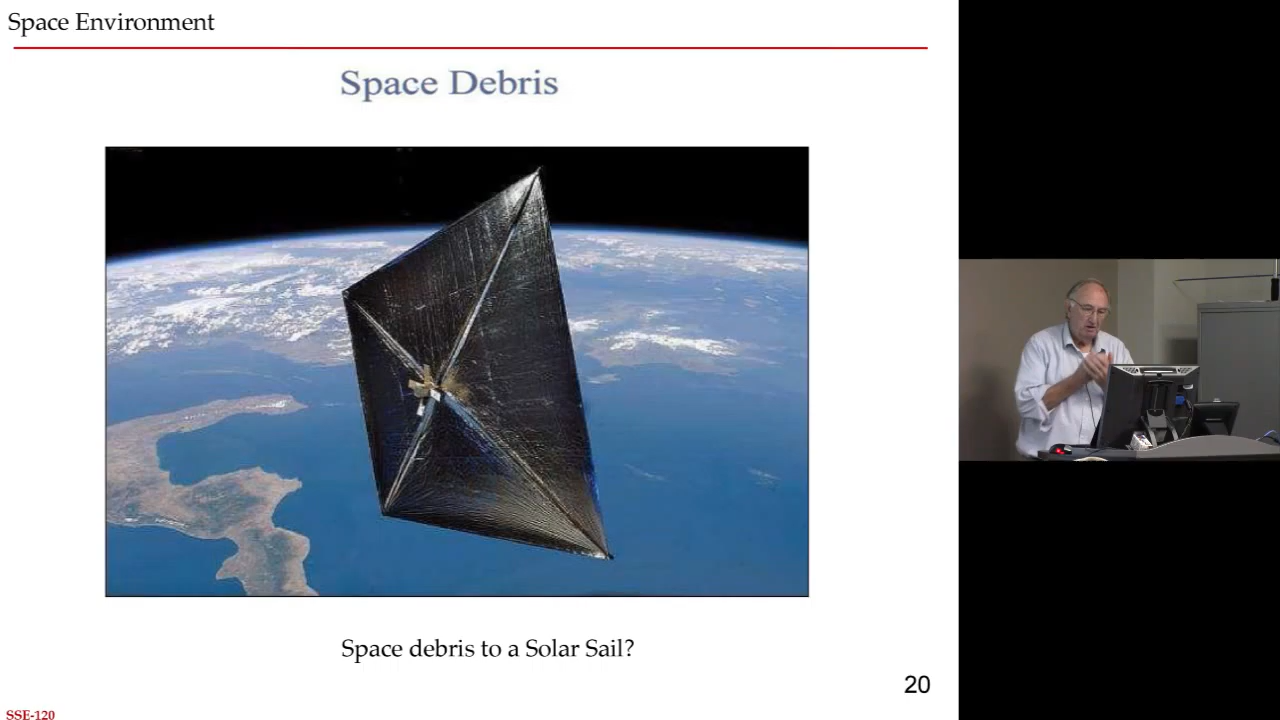 Space Environment
Space Debris
Space debris to a Solar Sail?
20
SSE-120